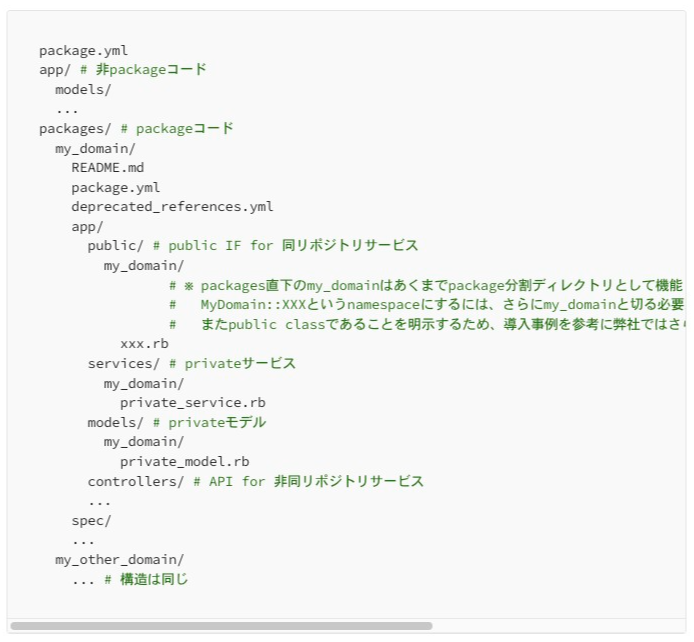 package.yml
app/ # 非packageコード
  models/
  ...
packages/ # packageコード
  my_domain/
    README.md
    package.yml
    deprecated_references.yml
    app/
      public/ # public IF for 同リポジトリサービス
        my_domain/
                # ※ packages直下のmy_domainはあくまでpackage分割ディレクトリとして機能
                #   MyDomain::XXXというnamespaceにするには、さらにmy_domainと切る必要
                #   またpublic classであることを明示するため、導入事例を参考に弊社ではさ
          xxx.rb
      services/ # privateサービス
        my_domain/
          private_service.rb
      models/ # privateモデル
        my_domain/
          private_model.rb
      controllers/ # API for 非同リポジトリサービス
      ...
    spec/
    ...
  my_other_domain/
    ... # 構造は同じ